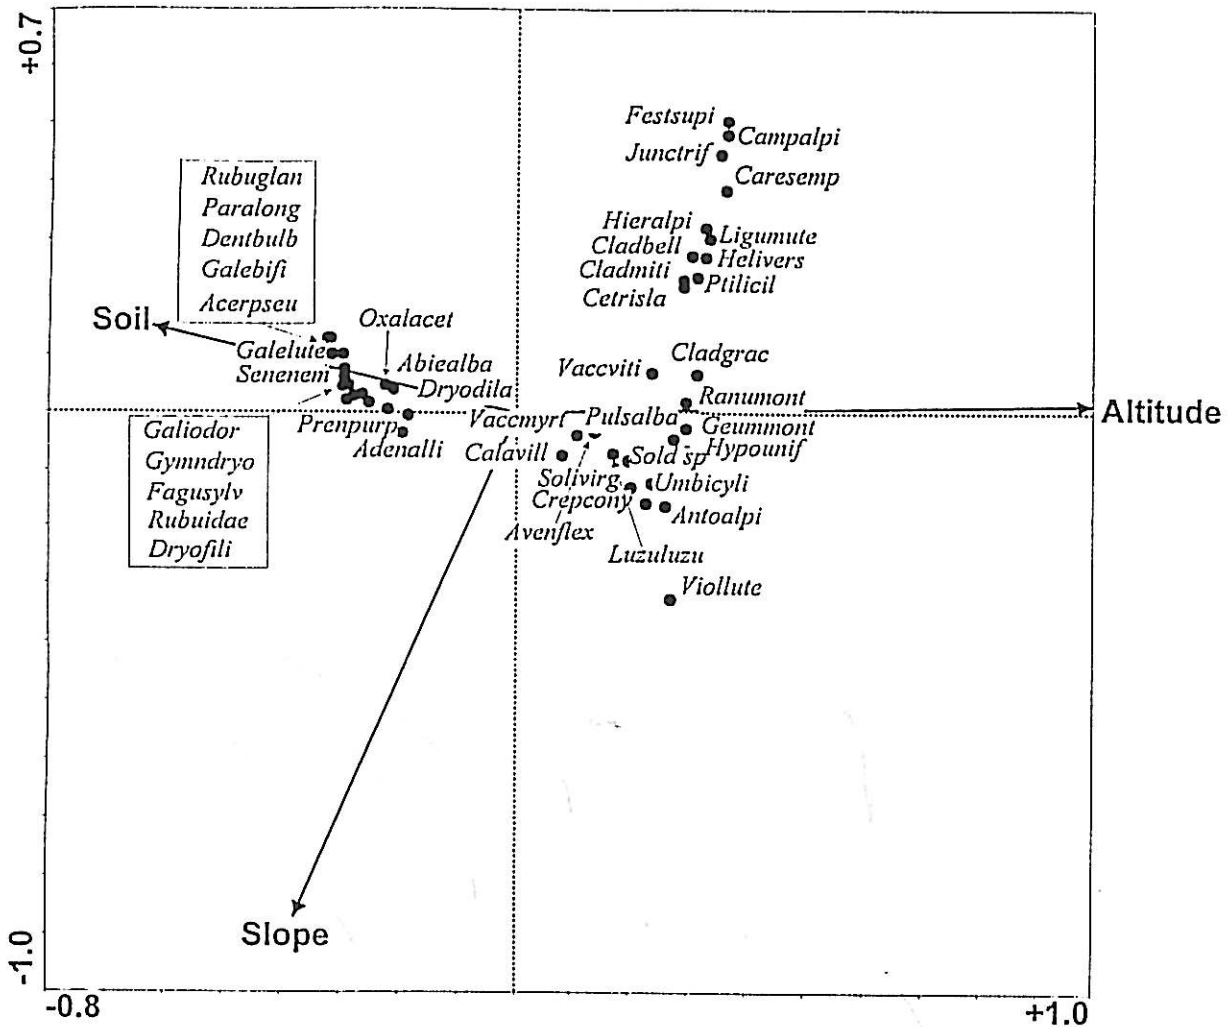 +0.7
Festsupi
Campalpi
Junctrif
Caresemp
Rubuglan
Paralong
Dentbulb
Galebifi
Acerpseu
Hieralpi
Ligumute
Cladbell
Helivers
Cladmiti
Ptilicil
Cetrisla
Soil
Oxalacet
Galelute
Abiealba
Senenem
Dryodila
Vaccviti
Cladgrac
Ranumont
Altitude
Prenpurp
Vaccmyrt
Pulsalba
Geummont
Adenalli
Calavill
Sold sp
Hypounif
Galiodor
Gymndryo
Fagusylv
Rubuidae
Dryofili
Solivirg
Umbicyli
Crepcony
Antoalpi
Avenflex
Luzuluzu
Viollute
Slope
-1.0
-0.8
+1.0